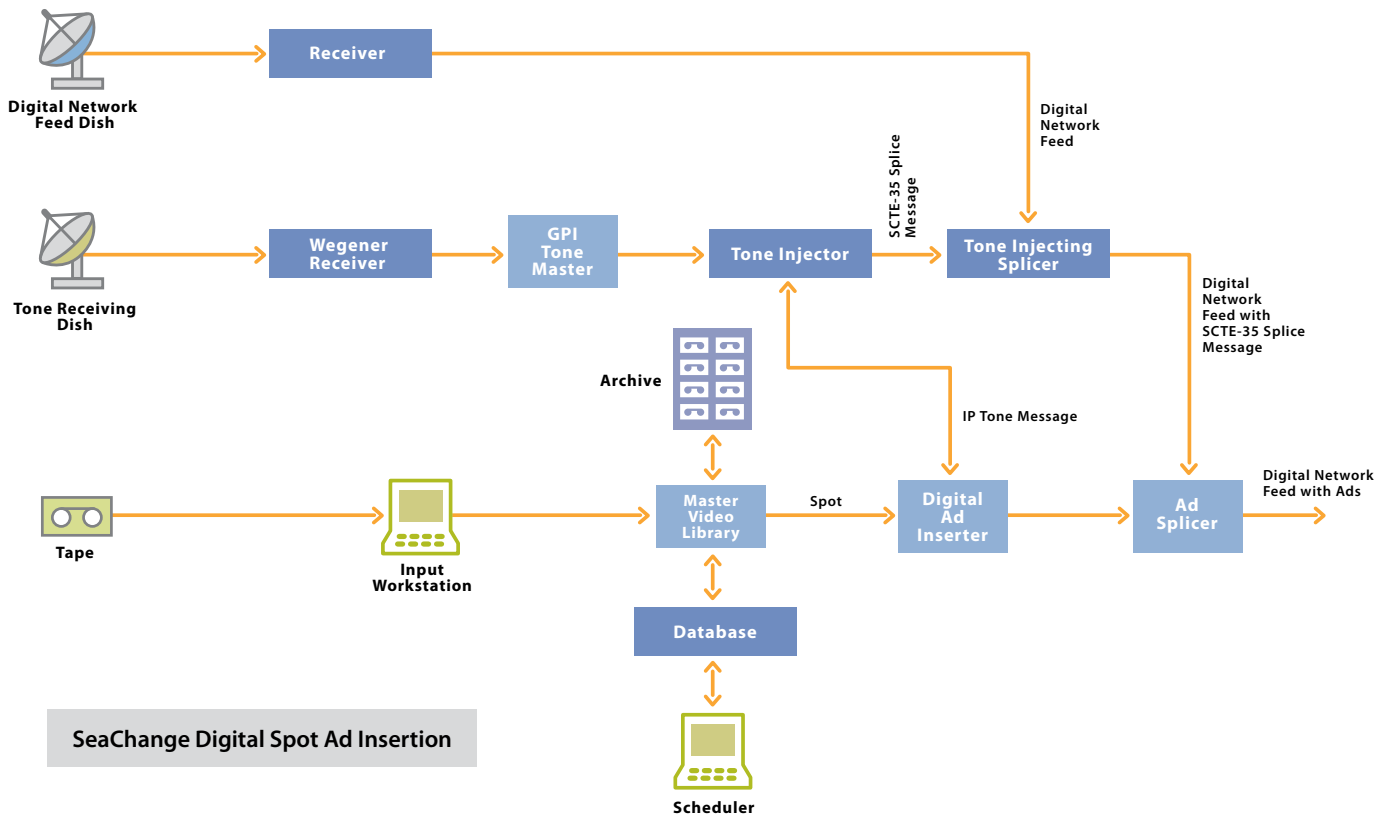 Receiver
Digital Network
Feed Dish
Digital
Network
Feed
SCTE-35 Splice
Message
Wegener
Receiver
GPI
Tone
Master
Tone Injector
Tone Injecting
Splicer
Tone Receiving
Dish
Digital
Network
Feed with
SCTE-35 Splice
Message
Archive
IP Tone Message
Tape
Input
Workstation
Master
Video
Library
Spot
Digital
Ad
Inserter
Ad
Splicer
Digital Network
Feed with Ads
Database
SeaChange Digital Spot Ad Insertion
Scheduler